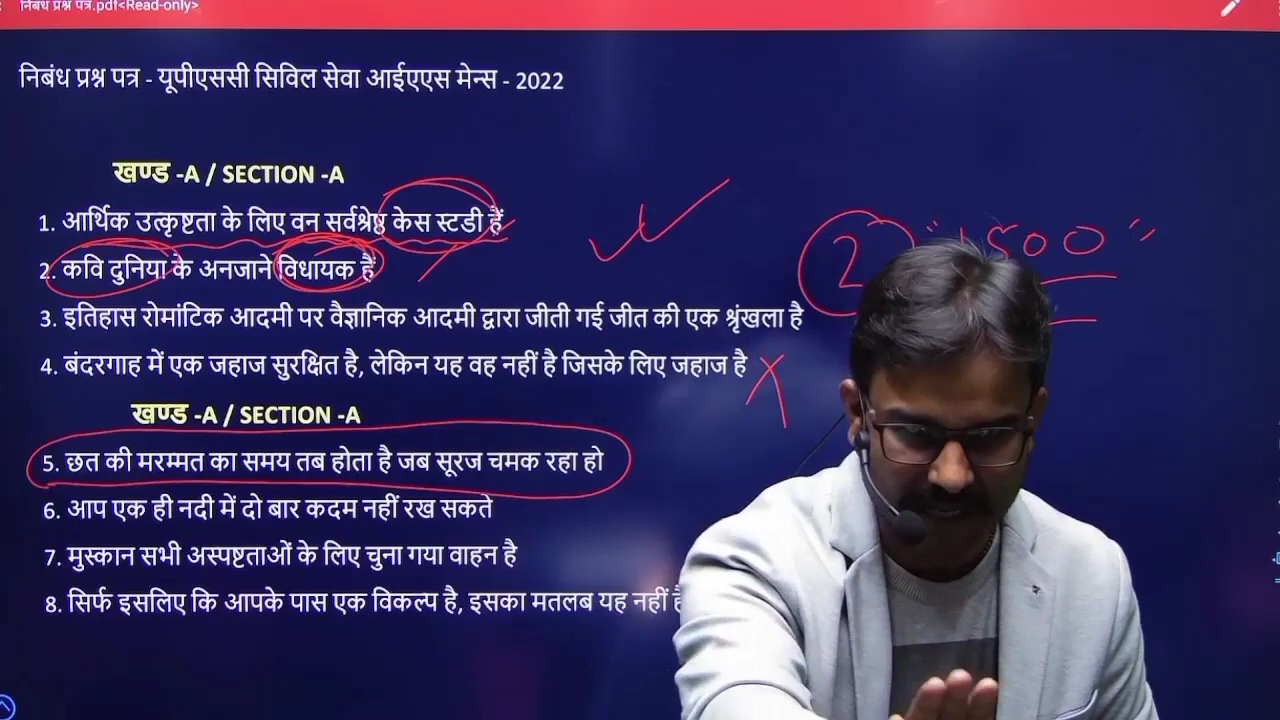 निबंध प्रश्न पत्र.pdf<Read-only>
निबंध प्रश्न पत्र - यूपीएससी सिविल सेवा आईएएस मेन्स - 2022
खण्ड -A / SECTION -A
1. आर्थिक उत्कृष्टता के लिए वन सर्वश्रेष्ठ केस स्टडी हैं
2. कवि दुनिया के अनजाने विधायक हैं
2 "1500"
3. इतिहास रोमांटिक आदमी पर वैज्ञानिक आदमी द्वारा जीती गई जीत की एक श्रृंखला है
4. बंदरगाह में एक जहाज सुरक्षित है, लेकिन यह वह नहीं है जिसके लिए जहाज है
खण्ड -A / SECTION -A
5. छत की मरम्मत का समय तब होता है जब सूरज चमक रहा हो
6. आप एक ही नदी में दो बार कदम नहीं रख सकते
7. मुस्कान सभी अस्पष्टताओं के लिए चुना गया वाहन है
8. सिर्फ इसलिए कि आपके पास एक विकल्प है, इसका मतलब यह नहीं